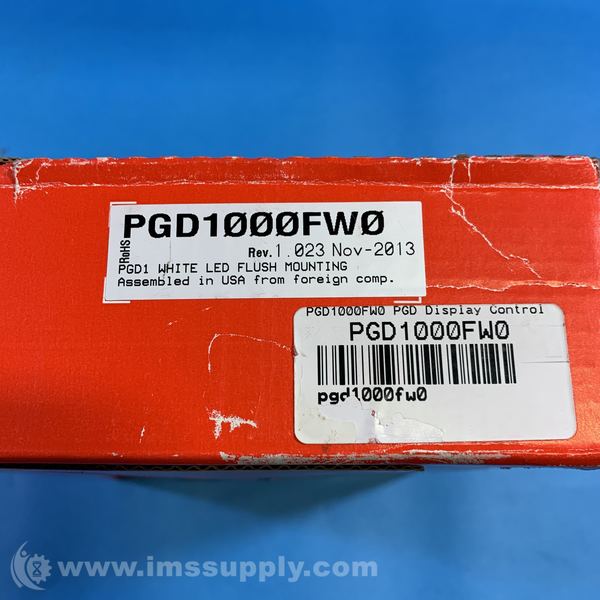 PGD1ØØØFWØ
RoHS
Rev.1.023 Nov-2013
PGD1 WHITE LED FLUSH MOUNTING
Assembled in USA from foreign comp.
PGD1000FW0 PGD Display Control
PGD1000FW0
pgd1000fw0
www.imssupply.com